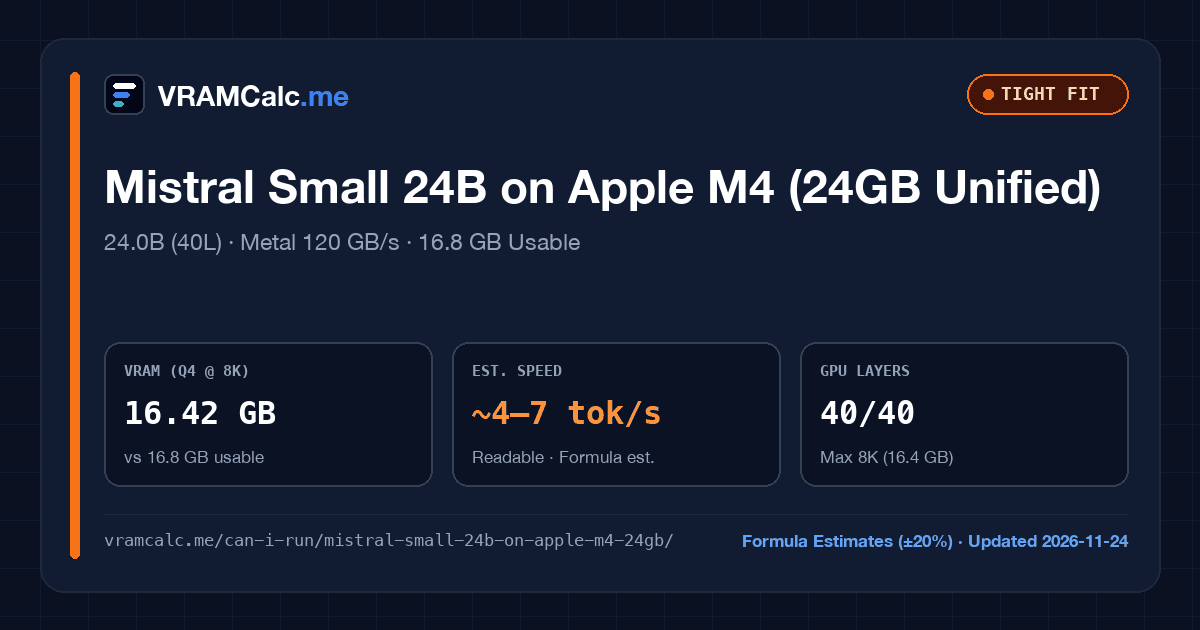 VRAMCalc.me
TIGHT FIT
Mistral Small 24B on Apple M4 (24GB Unified)
24.0B (40L) · Metal 120 GB/s · 16.8 GB Usable
VRAM (Q4 @ 8K)
16.42 GB
vs 16.8 GB usable
EST. SPEED
~4–7 tok/s
Readable · Formula est.
GPU LAYERS
40/40
Max 8K (16.4 GB)
vramcalc.me/can-i-run/mistral-small-24b-on-apple-m4-24gb/
Formula Estimates (±20%) · Updated 2026-11-24